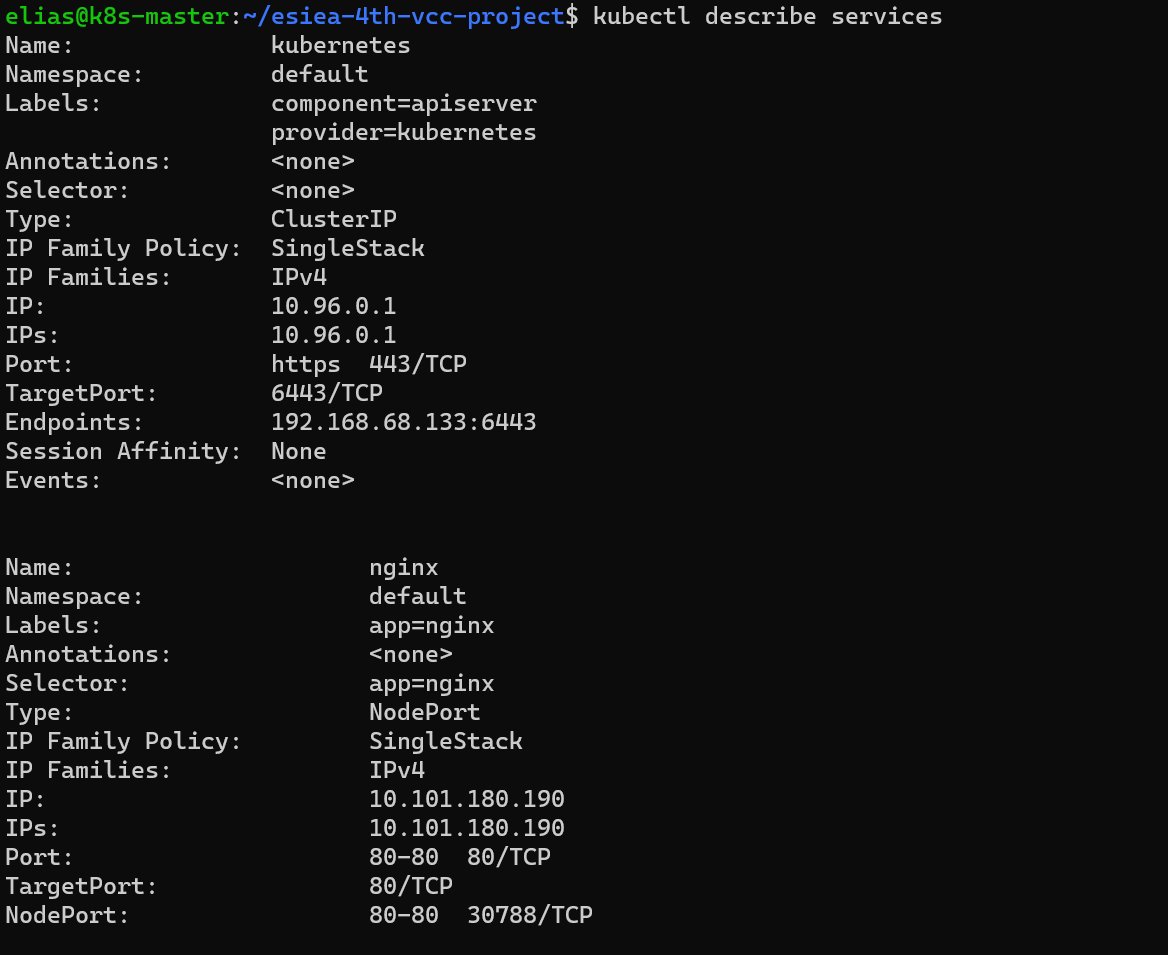 elias@k8s-master:~/esiea-4th-vcc-project$ kubectl describe services
Name:              kubernetes
Namespace:         default
Labels:            component=apiserver
                   provider=kubernetes
Annotations:       <none>
Selector:          <none>
Type:              ClusterIP
IP Family Policy:  SingleStack
IP Families:       IPv4
IP:                10.96.0.1
IPs:               10.96.0.1
Port:              https  443/TCP
TargetPort:        6443/TCP
Endpoints:         192.168.68.133:6443
Session Affinity:  None
Events:            <none>


Name:                     nginx
Namespace:                default
Labels:                   app=nginx
Annotations:              <none>
Selector:                 app=nginx
Type:                     NodePort
IP Family Policy:         SingleStack
IP Families:              IPv4
IP:                       10.101.180.190
IPs:                      10.101.180.190
Port:                     80-80  80/TCP
TargetPort:               80/TCP
NodePort:                 80-80  30788/TCP